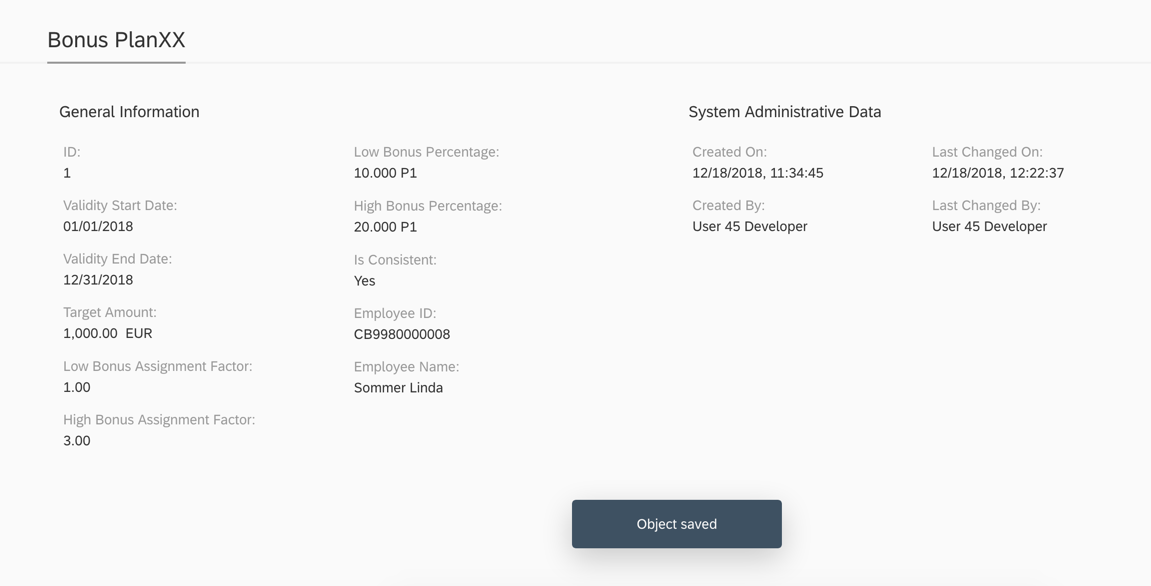 Bonus PlanXX
General Information
ID:
1
Validity Start Date:
01/01/2018
Validity End Date:
12/31/2018
Target Amount:
1,000.00  EUR
Low Bonus Assignment Factor:
1.00
High Bonus Assignment Factor:
3.00
Low Bonus Percentage:
10.000 P1
High Bonus Percentage:
20.000 P1
Is Consistent:
Yes
Employee ID:
CB9980000008
Employee Name:
Sommer Linda
System Administrative Data
Created On:
12/18/2018, 11:34:45
Created By:
User 45 Developer
Last Changed On:
12/18/2018, 12:22:37
Last Changed By:
User 45 Developer
Object saved